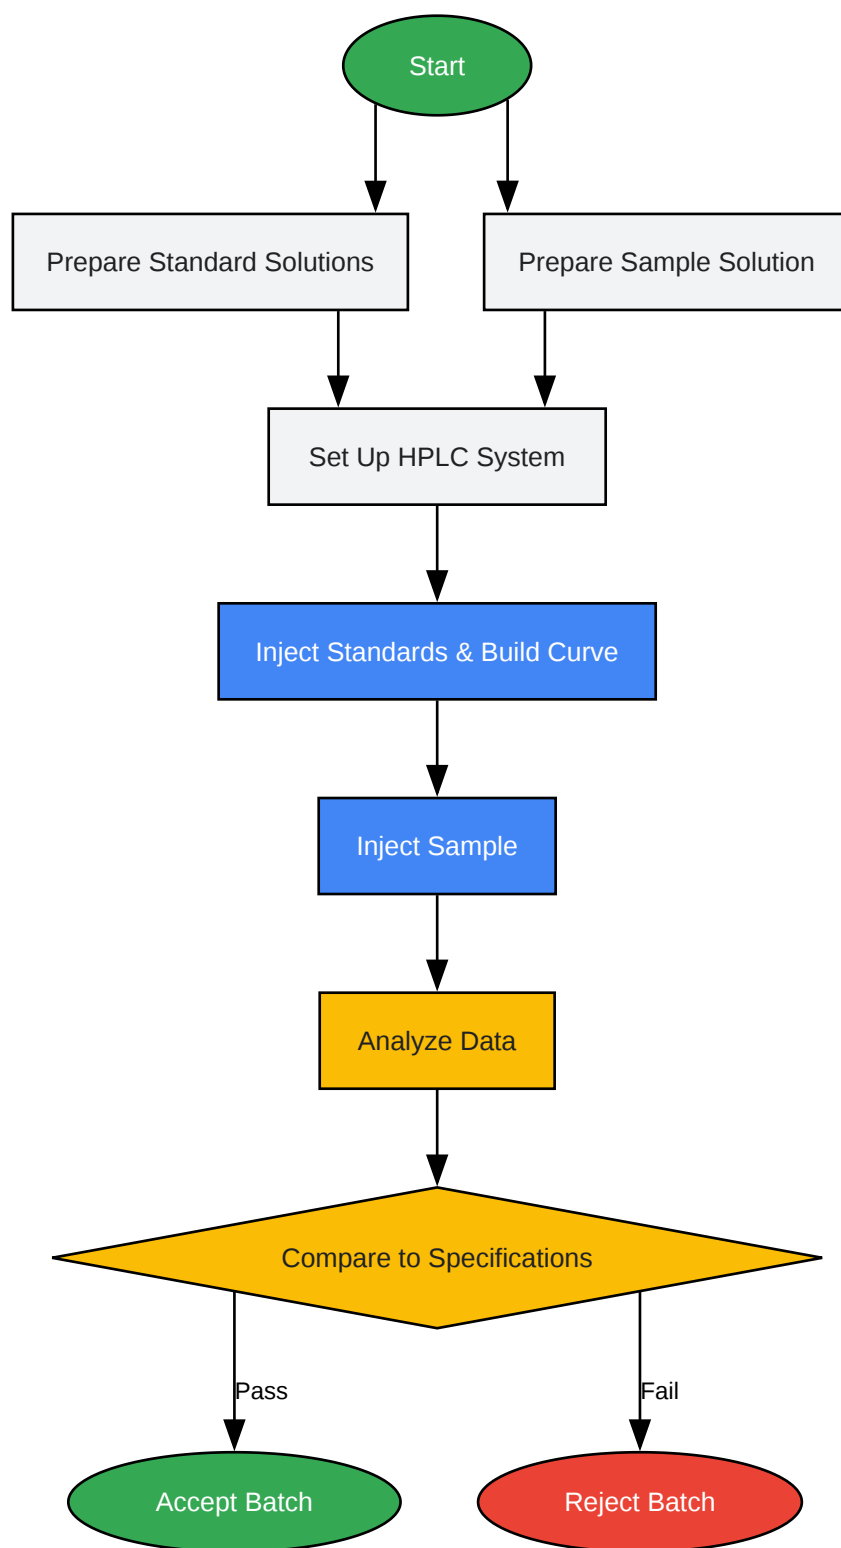 Start
Prepare Standard Solutions
Prepare Sample Solution
Set Up HPLC System
Inject Standards & Build Curve
Inject Sample
Analyze Data
Compare to Specifications
Pass
Fail
Accept Batch
Reject Batch